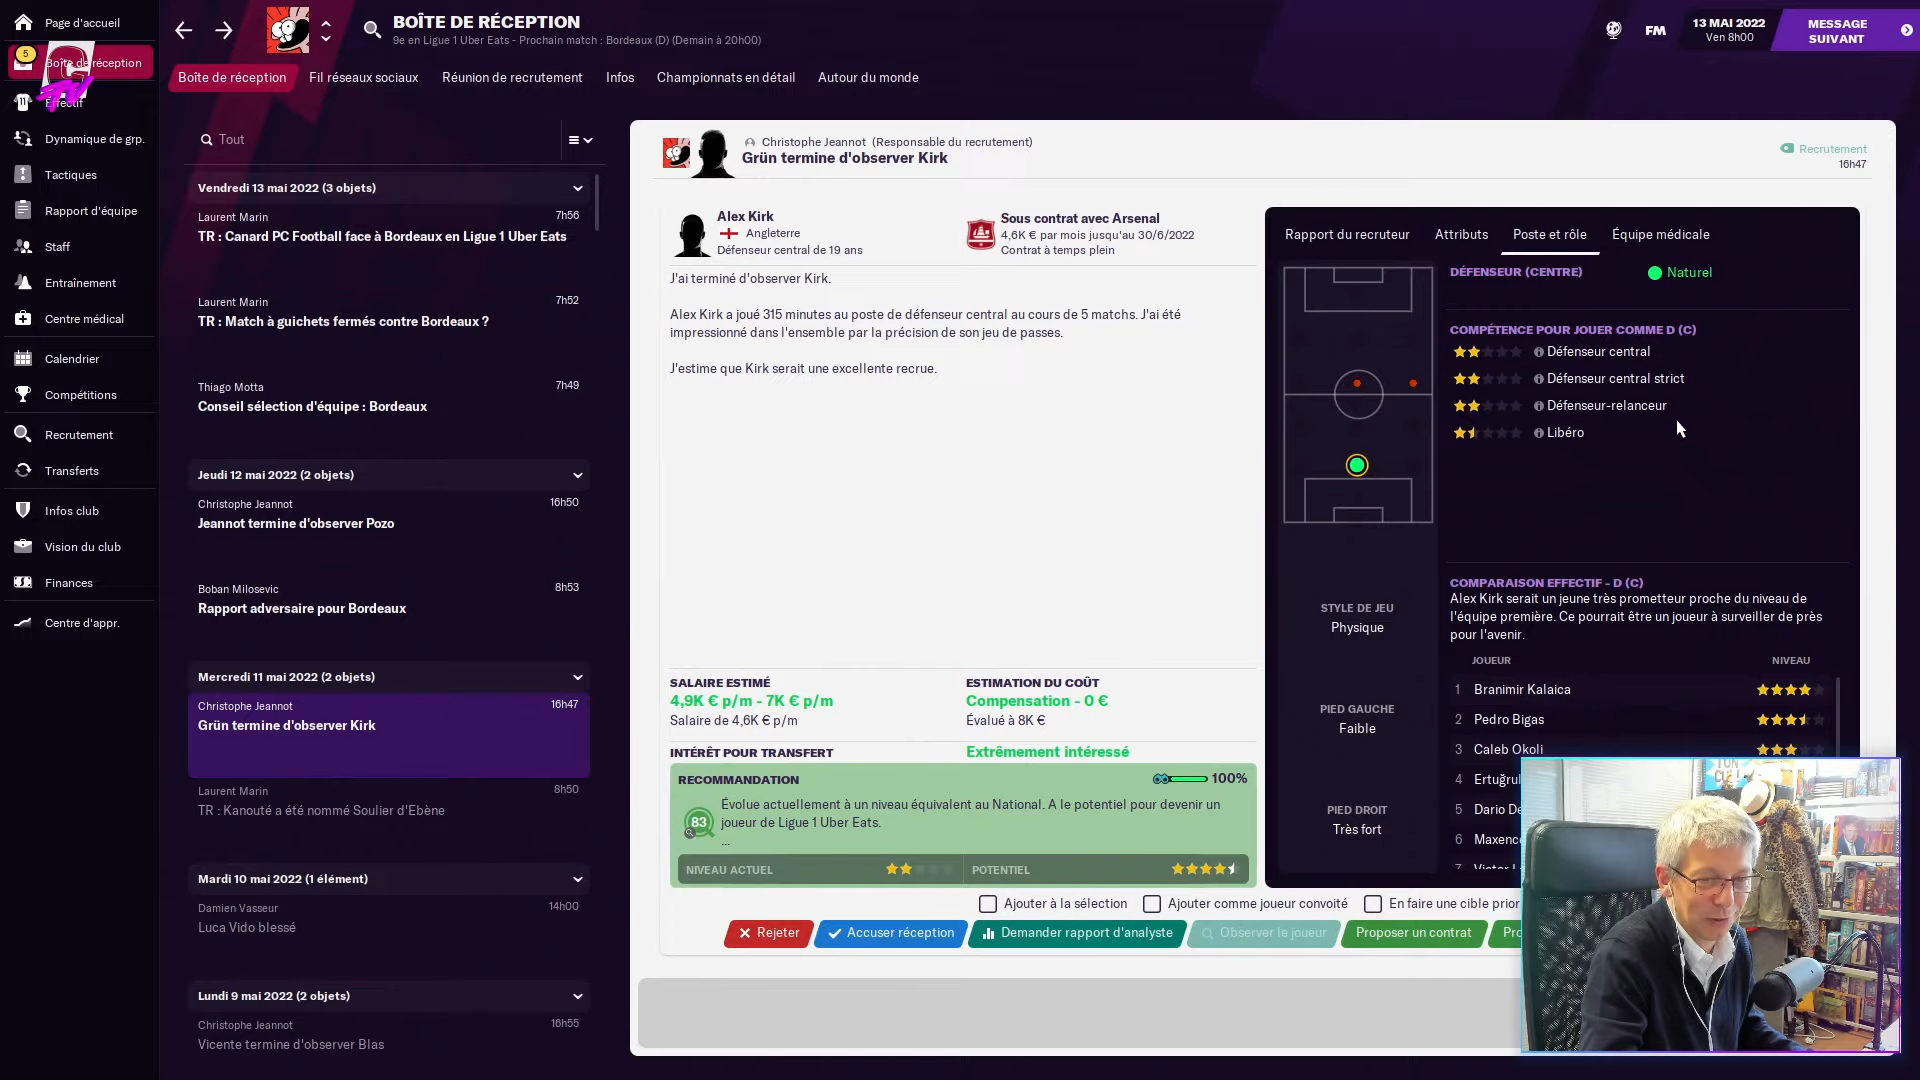 Page d'accueil
5
Boîte de réception
Effectif
Dynamique de grp.
Tactiques
Rapport d'équipe
Staff
Entraînement
Centre médical
Calendrier
Compétitions
Recrutement
Transferts
Infos club
Vision du club
Finances
Centre d'appr.
BOÎTE DE RÉCEPTION
9e en Ligue 1 Uber Eats - Prochain match : Bordeaux (D) (Demain à 20h00)
FM
13 MAI 2022
Ven 8h00
MESSAGE
SUIVANT
Boîte de réception
Fil réseaux sociaux
Réunion de recrutement
Infos
Championnats en détail
Autour du monde
Tout
Vendredi 13 mai 2022 (3 objets)
Laurent Marin 7h56
TR : Canard PC Football face à Bordeaux en Ligue 1 Uber Eats
Laurent Marin 7h52
TR : Match à guichets fermés contre Bordeaux ?
Thiago Motta 7h49
Conseil sélection d'équipe : Bordeaux
Jeudi 12 mai 2022 (2 objets)
Christophe Jeannot 16h50
Jeannot termine d'observer Pozo
Boban Milosevic 8h53
Rapport adversaire pour Bordeaux
Mercredi 11 mai 2022 (2 objets)
Christophe Jeannot 16h47
Grün termine d'observer Kirk
Laurent Marin 8h50
TR : Kanouté a été nommé Soulier d'Ebène
Mardi 10 mai 2022 (1 élément)
Damien Vasseur 14h00
Luca Vido blessé
Lundi 9 mai 2022 (2 objets)
Christophe Jeannot 16h55
Vicente termine d'observer Blas
Christophe Jeannot (Responsable du recrutement)
Grün termine d'observer Kirk
Recrutement
16h47
Alex Kirk
Angleterre
Défenseur central de 19 ans
Sous contrat avec Arsenal
4,6K € par mois jusqu'au 30/6/2022
Contrat à temps plein
J'ai terminé d'observer Kirk.
Alex Kirk a joué 315 minutes au poste de défenseur central au cours de 5 matchs. J'ai été
impressionné dans l'ensemble par la précision de son jeu de passes.
J'estime que Kirk serait une excellente recrue.
SALAIRE ESTIMÉ
4,9K € p/m - 7K € p/m
Salaire de 4,6K € p/m
ESTIMATION DU COÛT
Compensation - 0 €
Évalué à 8K €
INTÉRÊT POUR TRANSFERT Extrêmement intéressé
RECOMMANDATION 100%
83
Évolue actuellement à un niveau équivalent au National. A le potentiel pour devenir un
joueur de Ligue 1 Uber Eats.
...
NIVEAU ACTUEL POTENTIEL
Ajouter à la sélection Ajouter comme joueur convoité En faire une cible prior
Rejeter Accuser réception Demander rapport d'analyste Observer le joueur Proposer un contrat Pro
Rapport du recruteur Attributs Poste et rôle Équipe médicale
DÉFENSEUR (CENTRE) Naturel
COMPÉTENCE POUR JOUER COMME D (C)
Défenseur central
Défenseur central strict
Défenseur-relanceur
Libéro
STYLE DE JEU
Physique
PIED GAUCHE
Faible
PIED DROIT
Très fort
COMPARAISON EFFECTIF - D (C)
Alex Kirk serait un jeune très prometteur proche du niveau de
l'équipe première. Ce pourrait être un joueur à surveiller de près
pour l'avenir.
JOUEUR NIVEAU
1 Branimir Kalaica
2 Pedro Bigas
3 Caleb Okoli
4 Ertuğrul
5 Dario De
6 Maxence
7 Victor